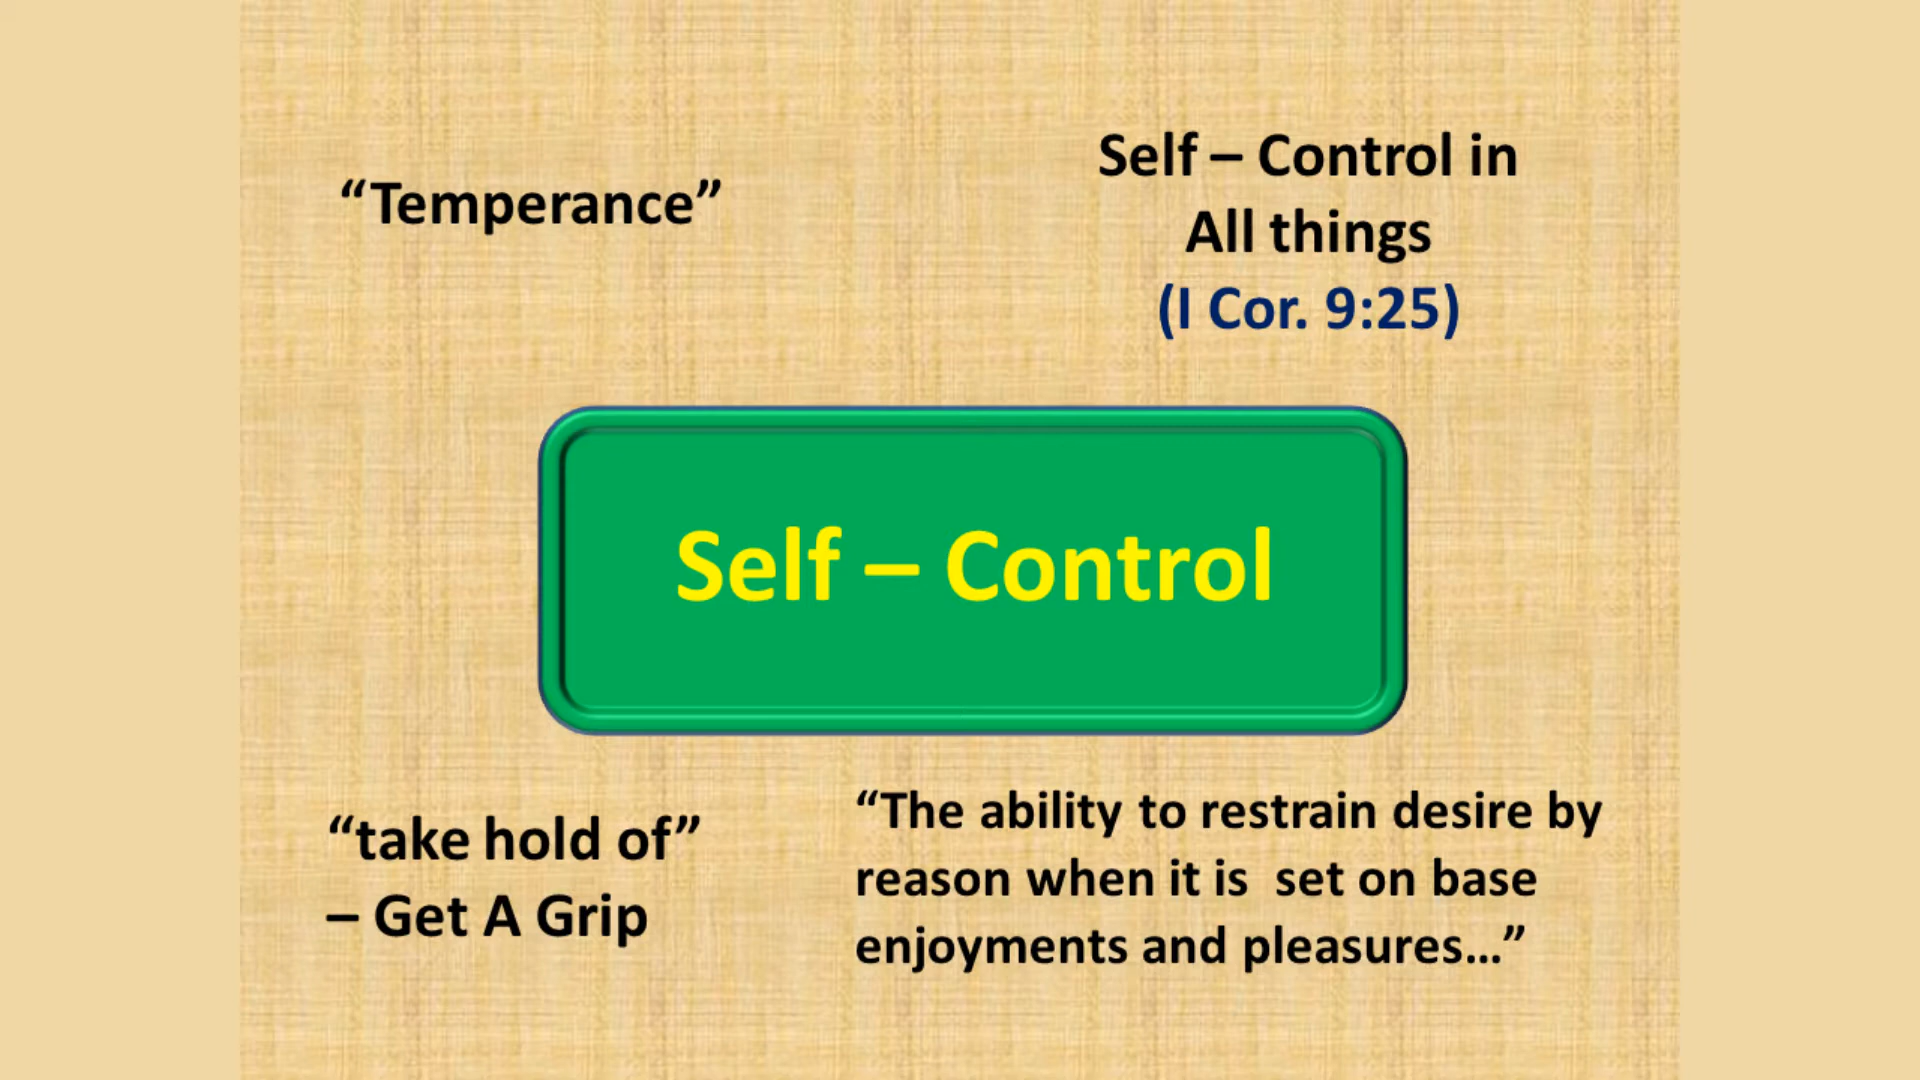 “Temperance”
Self – Control in
All things
(I Cor. 9:25)
Self – Control
“take hold of”
– Get A Grip
“The ability to restrain desire by
reason when it is  set on base
enjoyments and pleasures…”